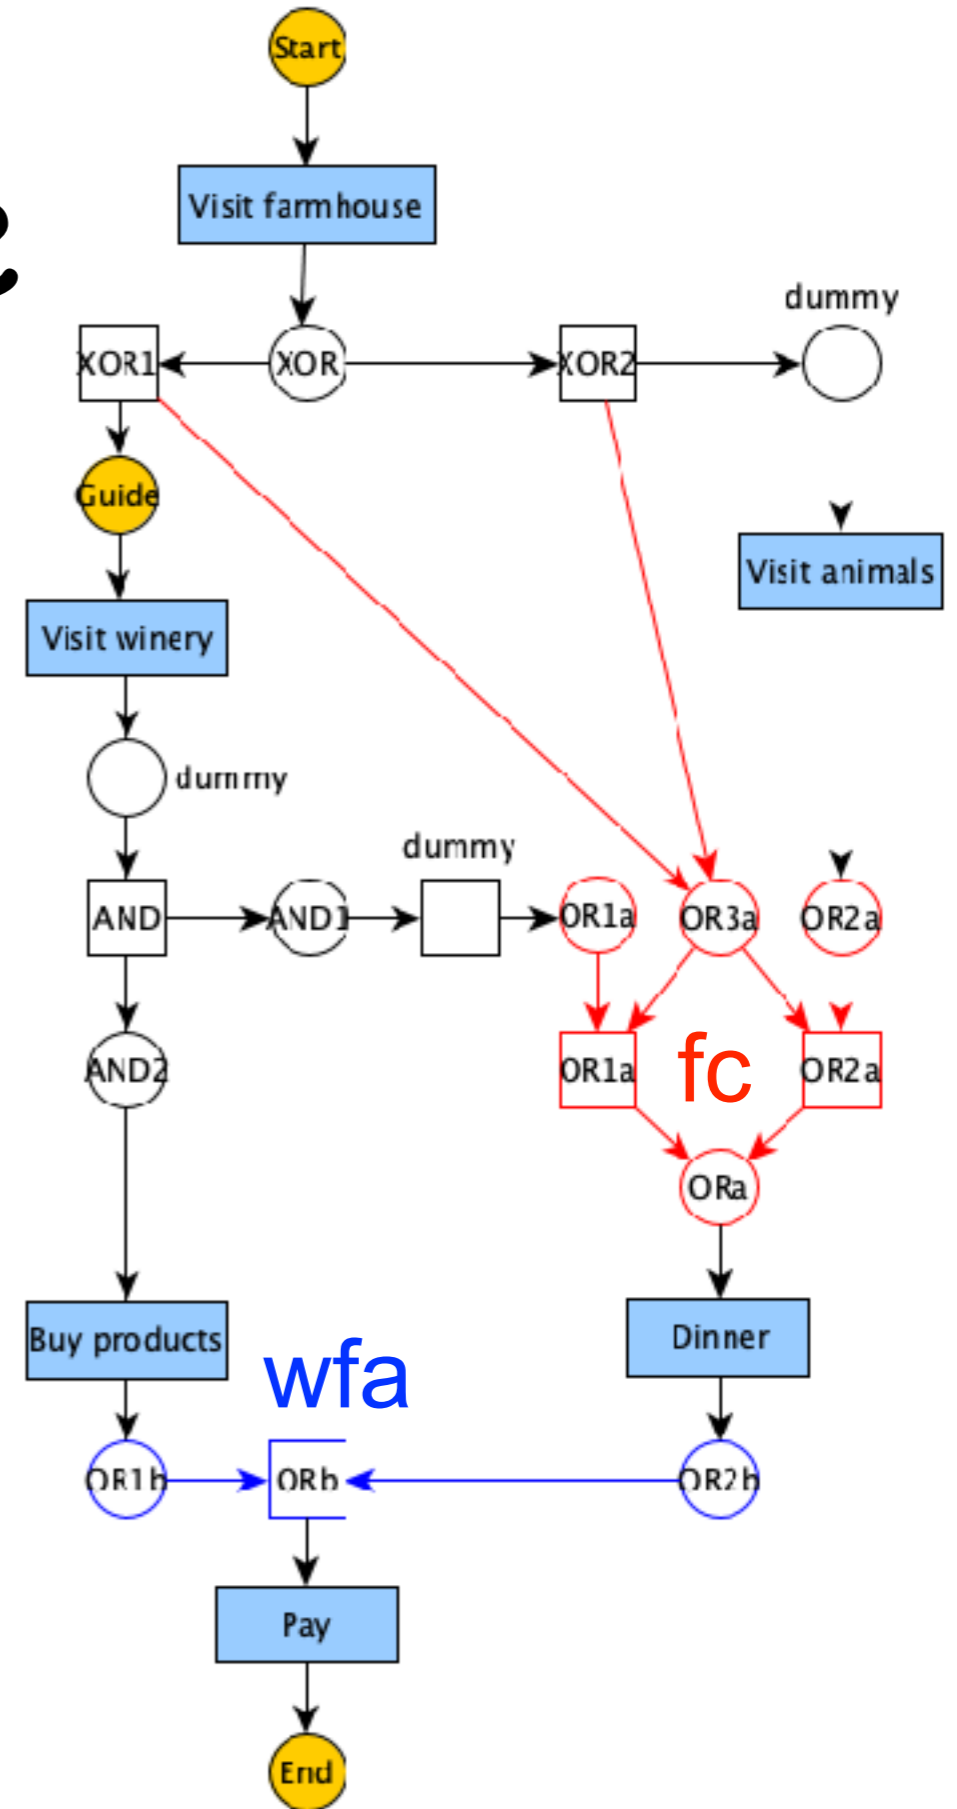 Start
Visit farmhouse
dummy
XOR1
XOR
XOR2
Guide
Visit animals
Visit winery
dummy
dummy
AND
AND1
OR1a
OR3a
OR2a
AND2
OR1a
fc
OR2a
ORa
Buy products
Dinner
wfa
OR1b
ORb
OR2b
Pay
End